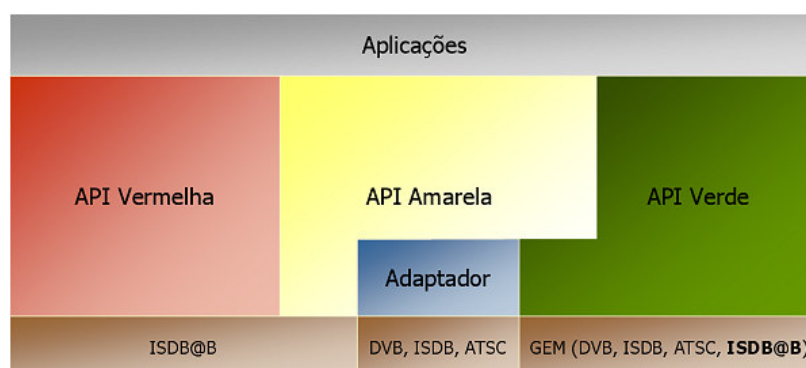 Aplicações
API Vermelha
API Amarela
API Verde
Adaptador
ISDB@B
DVB, ISDB, ATSC
GEM (DVB, ISDB, ATSC, ISDB@B)